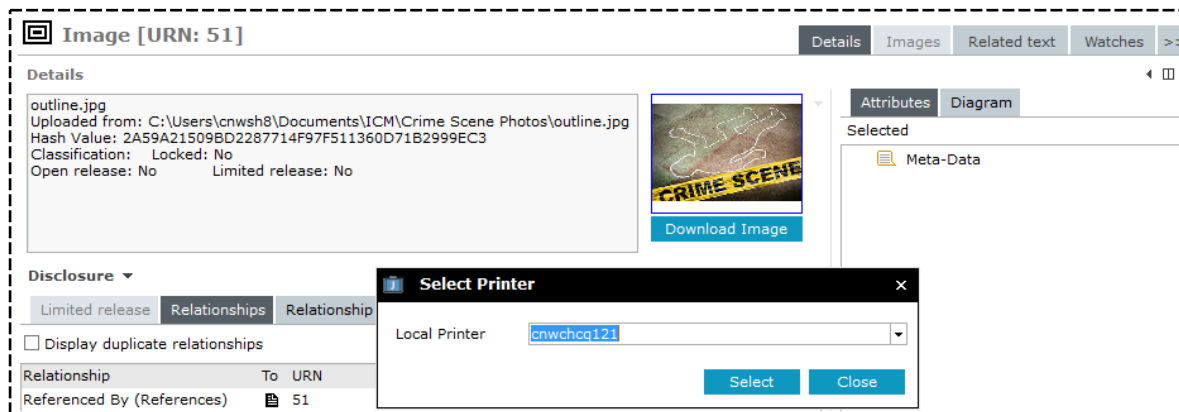 Image [URN: 51]
Details Images Related text Watches >>
Details
outline.jpg
Uploaded from: C:\Users\cnwsh8\Documents\ICM\Crime Scene Photos\outline.jpg
Hash Value: 2A59A21509BD2287714F97F511360D71B2999EC3
Classification: Locked: No
Open release: No Limited release: No
CRIME SCENE
Download Image
Attributes Diagram
Selected
Meta-Data
Disclosure
Limited release Relationships Relationship
Display duplicate relationships
Relationship To URN
Referenced By (References) 51
Select Printer
Local Printer cnwchcq121
Select Close